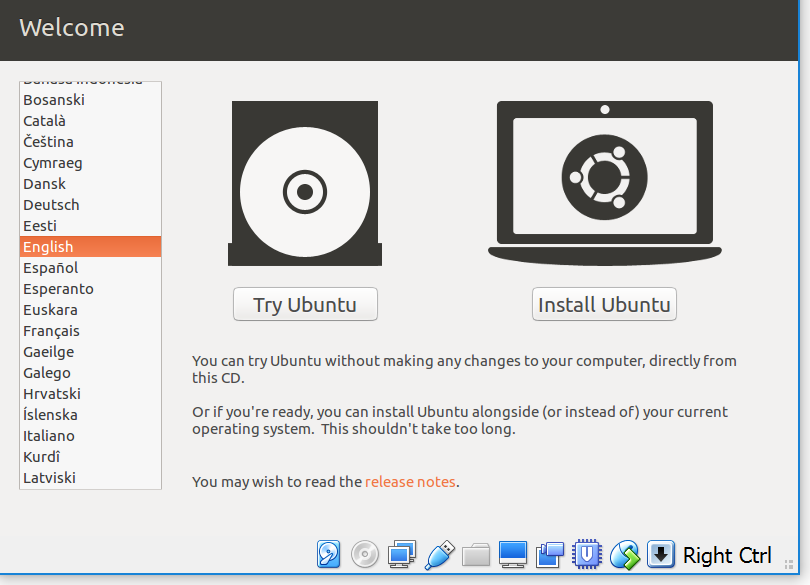 Welcome
Bahasa Indonesia
Bosanski
Català
Čeština
Cymraeg
Dansk
Deutsch
Eesti
English
Español
Esperanto
Euskara
Français
Gaeilge
Galego
Hrvatski
Íslenska
Italiano
Kurdî
Latviski
Try Ubuntu
Install Ubuntu
You can try Ubuntu without making any changes to your computer, directly from
this CD.
Or if you're ready, you can install Ubuntu alongside (or instead of) your current
operating system.  This shouldn't take too long.
You may wish to read the release notes.
Right Ctrl